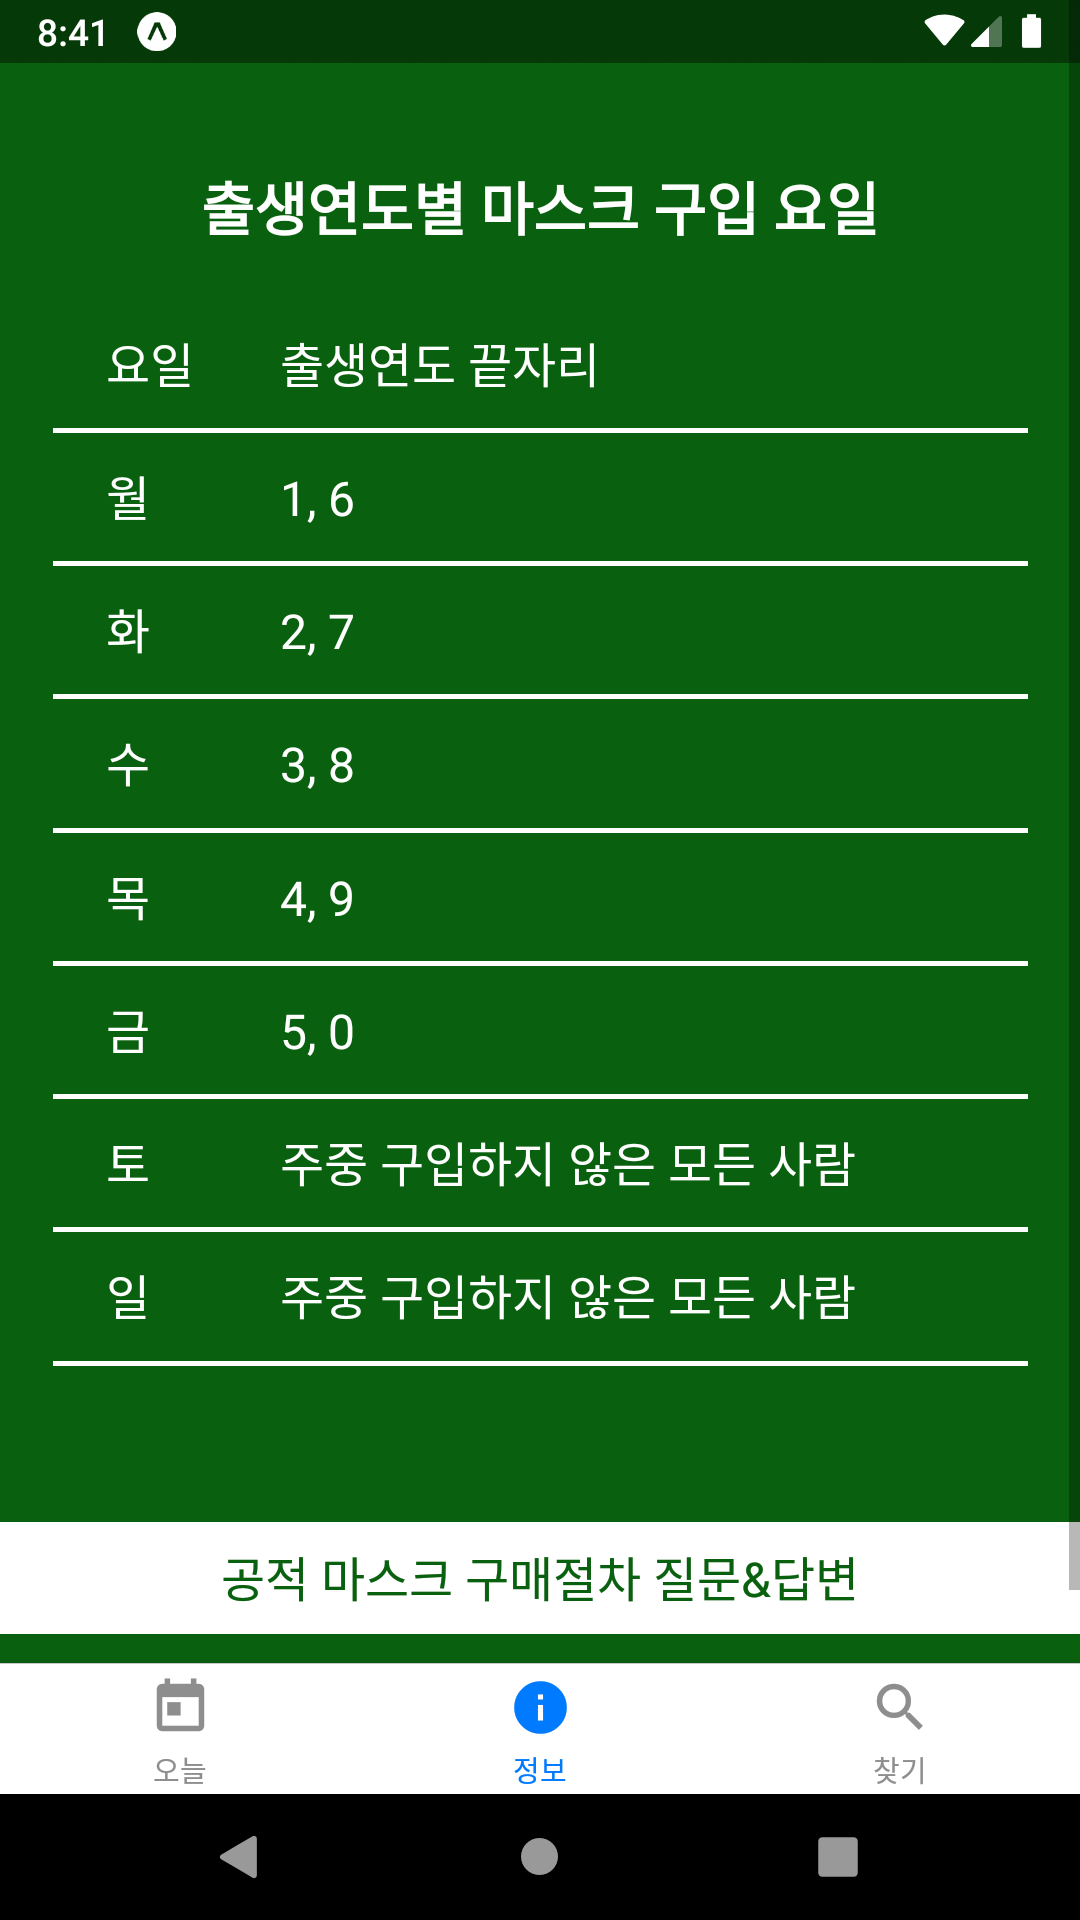 8:41
출생연도별 마스크 구입 요일
요일 출생연도 끝자리
월 1, 6
화 2, 7
수 3, 8
목 4, 9
금 5, 0
토 주중 구입하지 않은 모든 사람
일 주중 구입하지 않은 모든 사람
공적 마스크 구매절차 질문&답변
오늘 정보 찾기